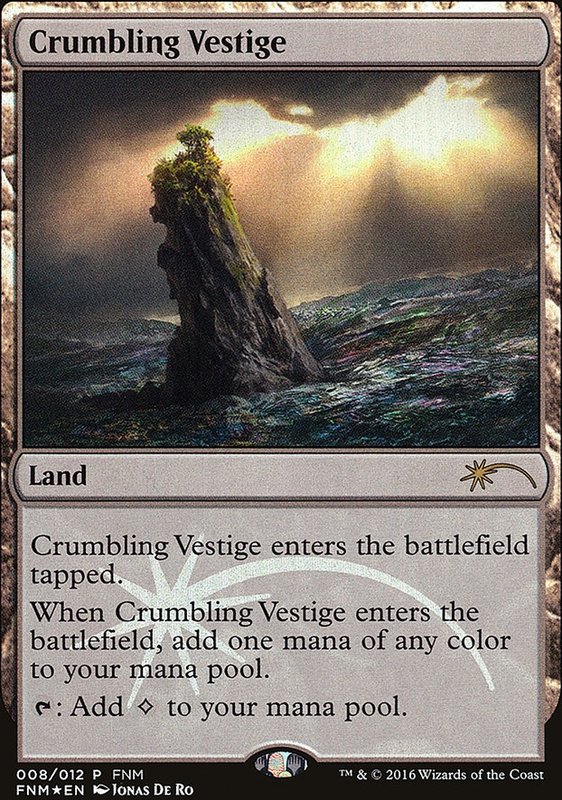 Crumbling Vestige
Land
Crumbling Vestige enters the battlefield
tapped.
When Crumbling Vestige enters the
battlefield, add one mana of any color
to your mana pool.
: Add to your mana pool.
008/012 P FNM
FNM★EN Jonas De Ro
™ & © 2016 Wizards of the Coast